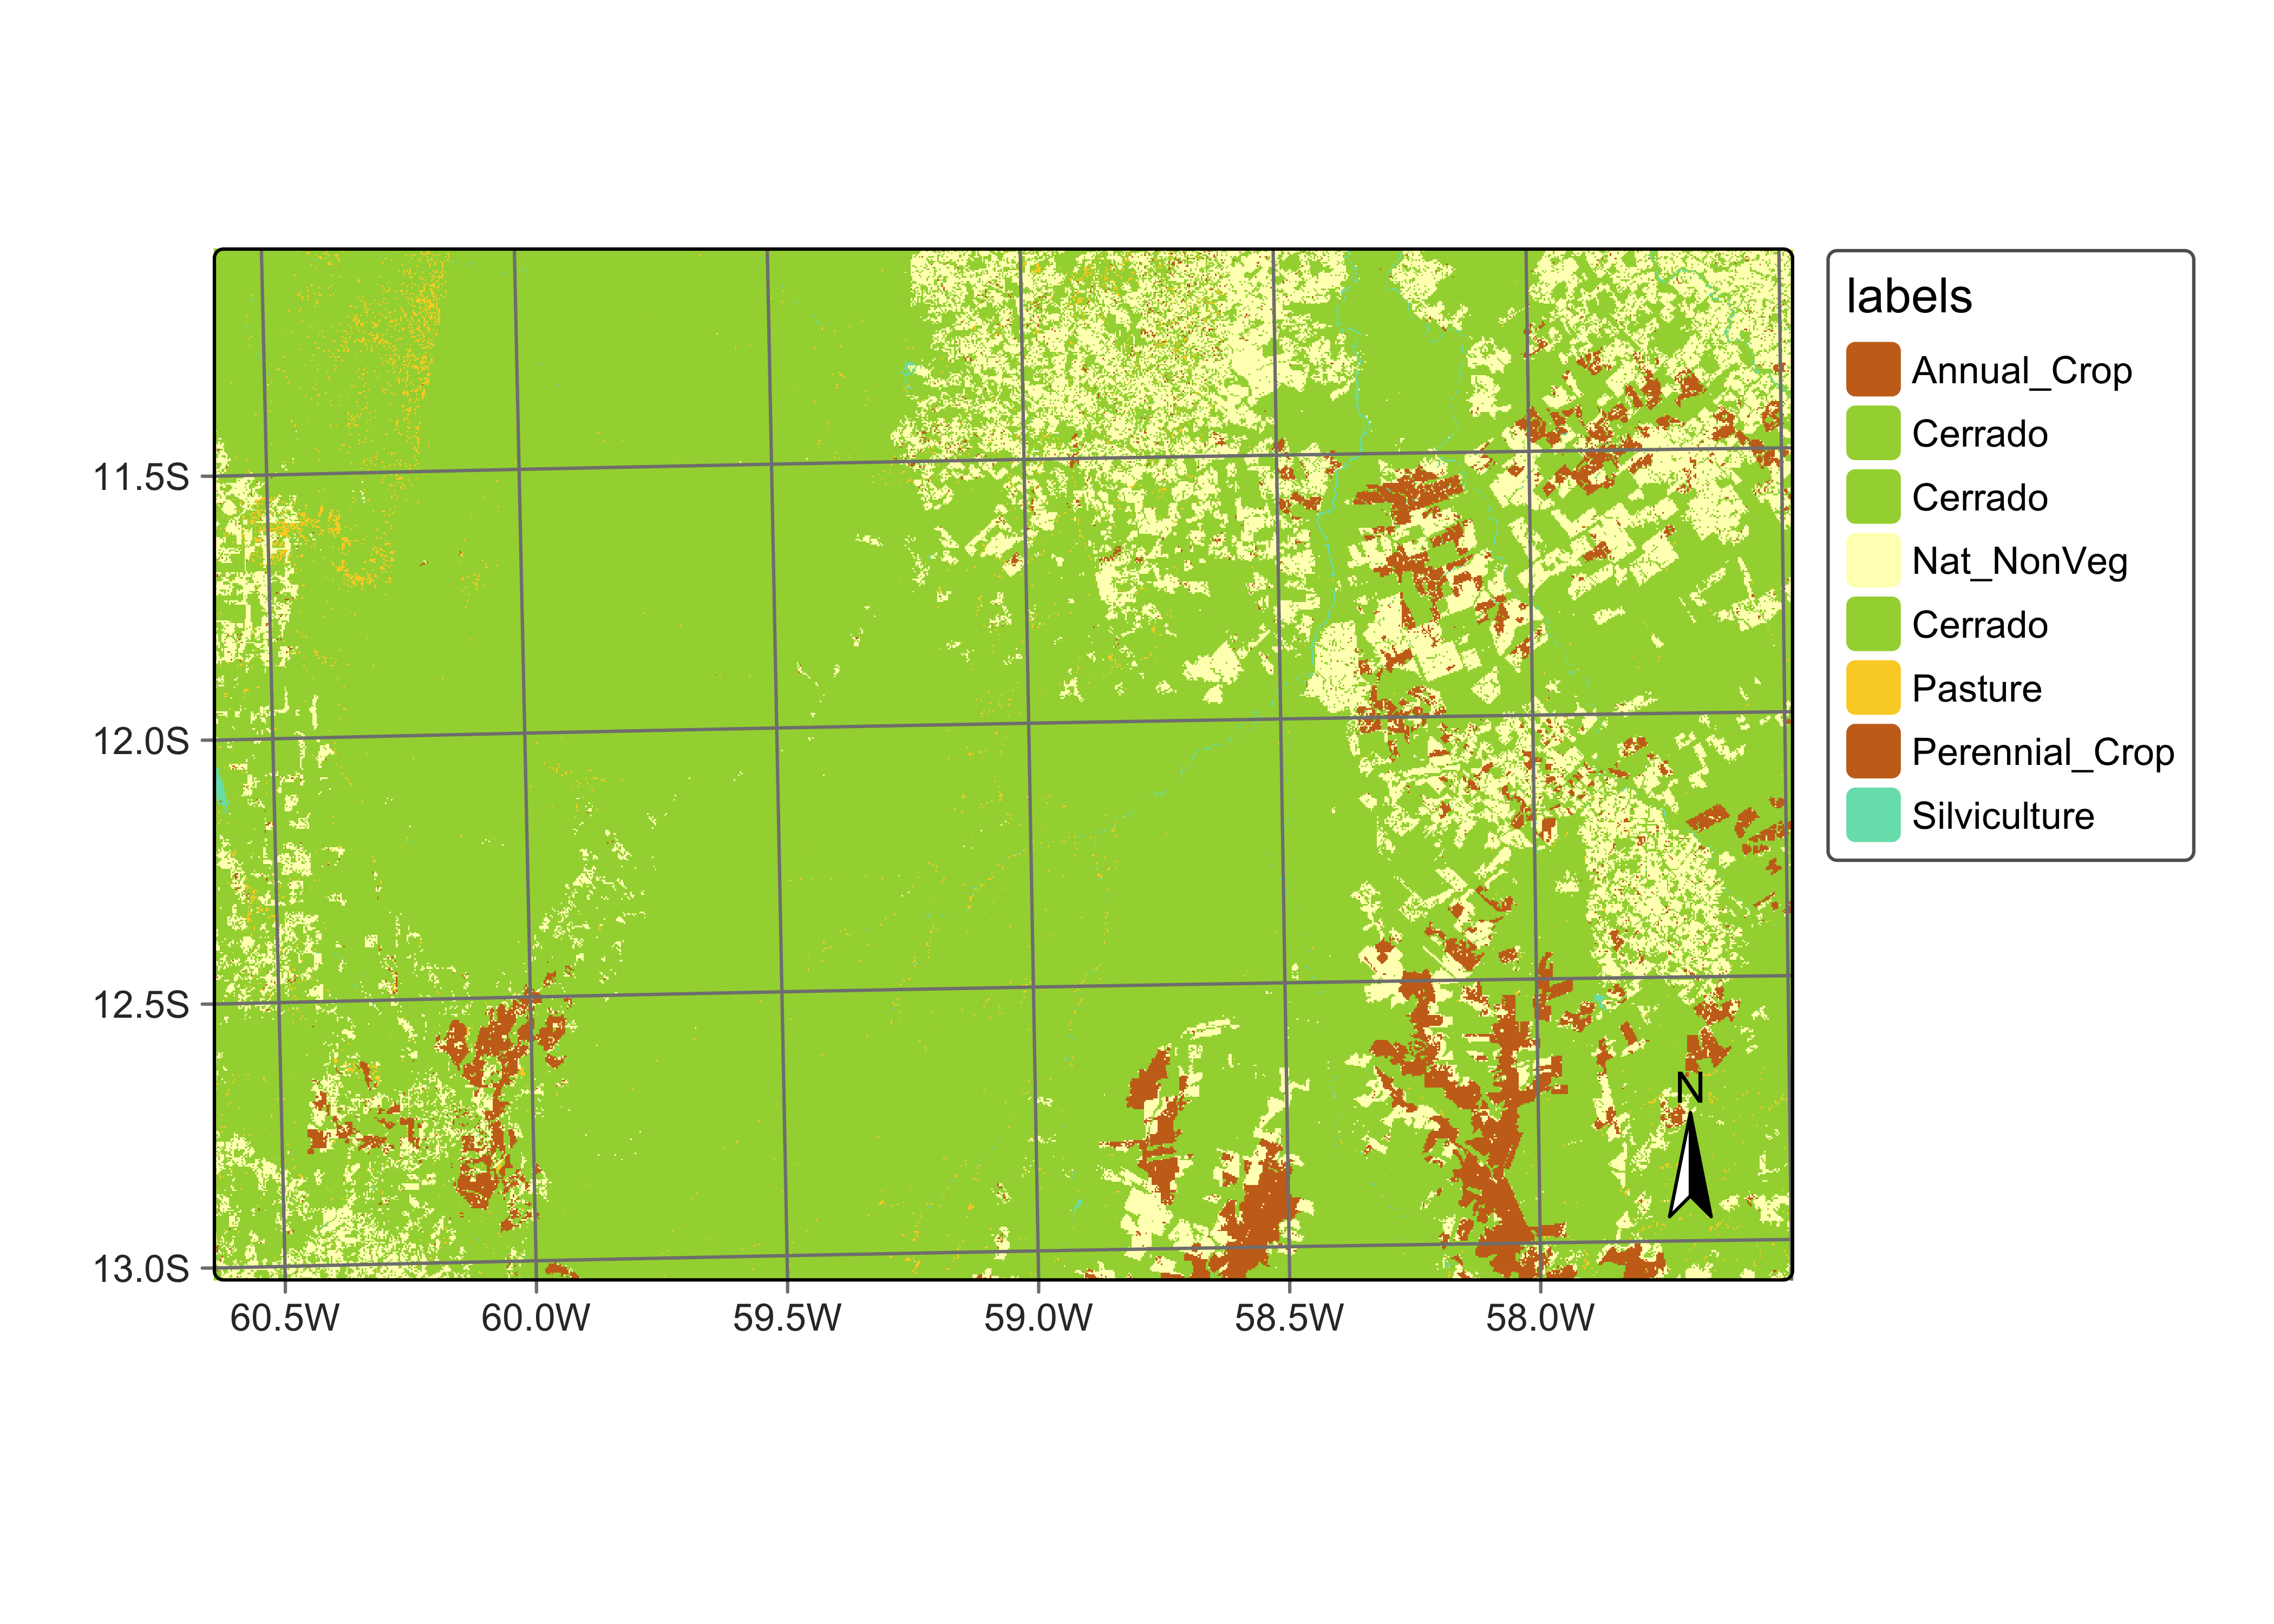 labels
Annual_Crop
Cerrado
Cerrado
Nat_NonVeg
Cerrado
Pasture
Perennial_Crop
Silviculture
11.5S
12.0S
12.5S
13.0S
N
60.5W 60.0W 59.5W 59.0W 58.5W 58.0W